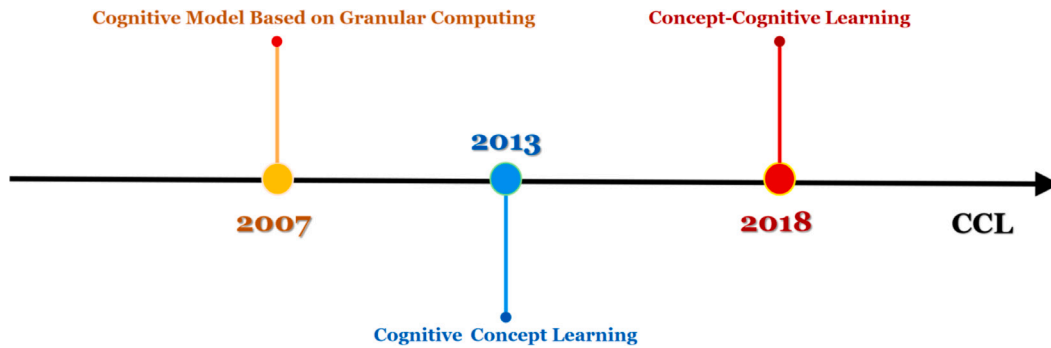 Cognitive Model Based on Granular Computing
Concept-Cognitive Learning
2013
2007
2018
CCL
Cognitive Concept Learning